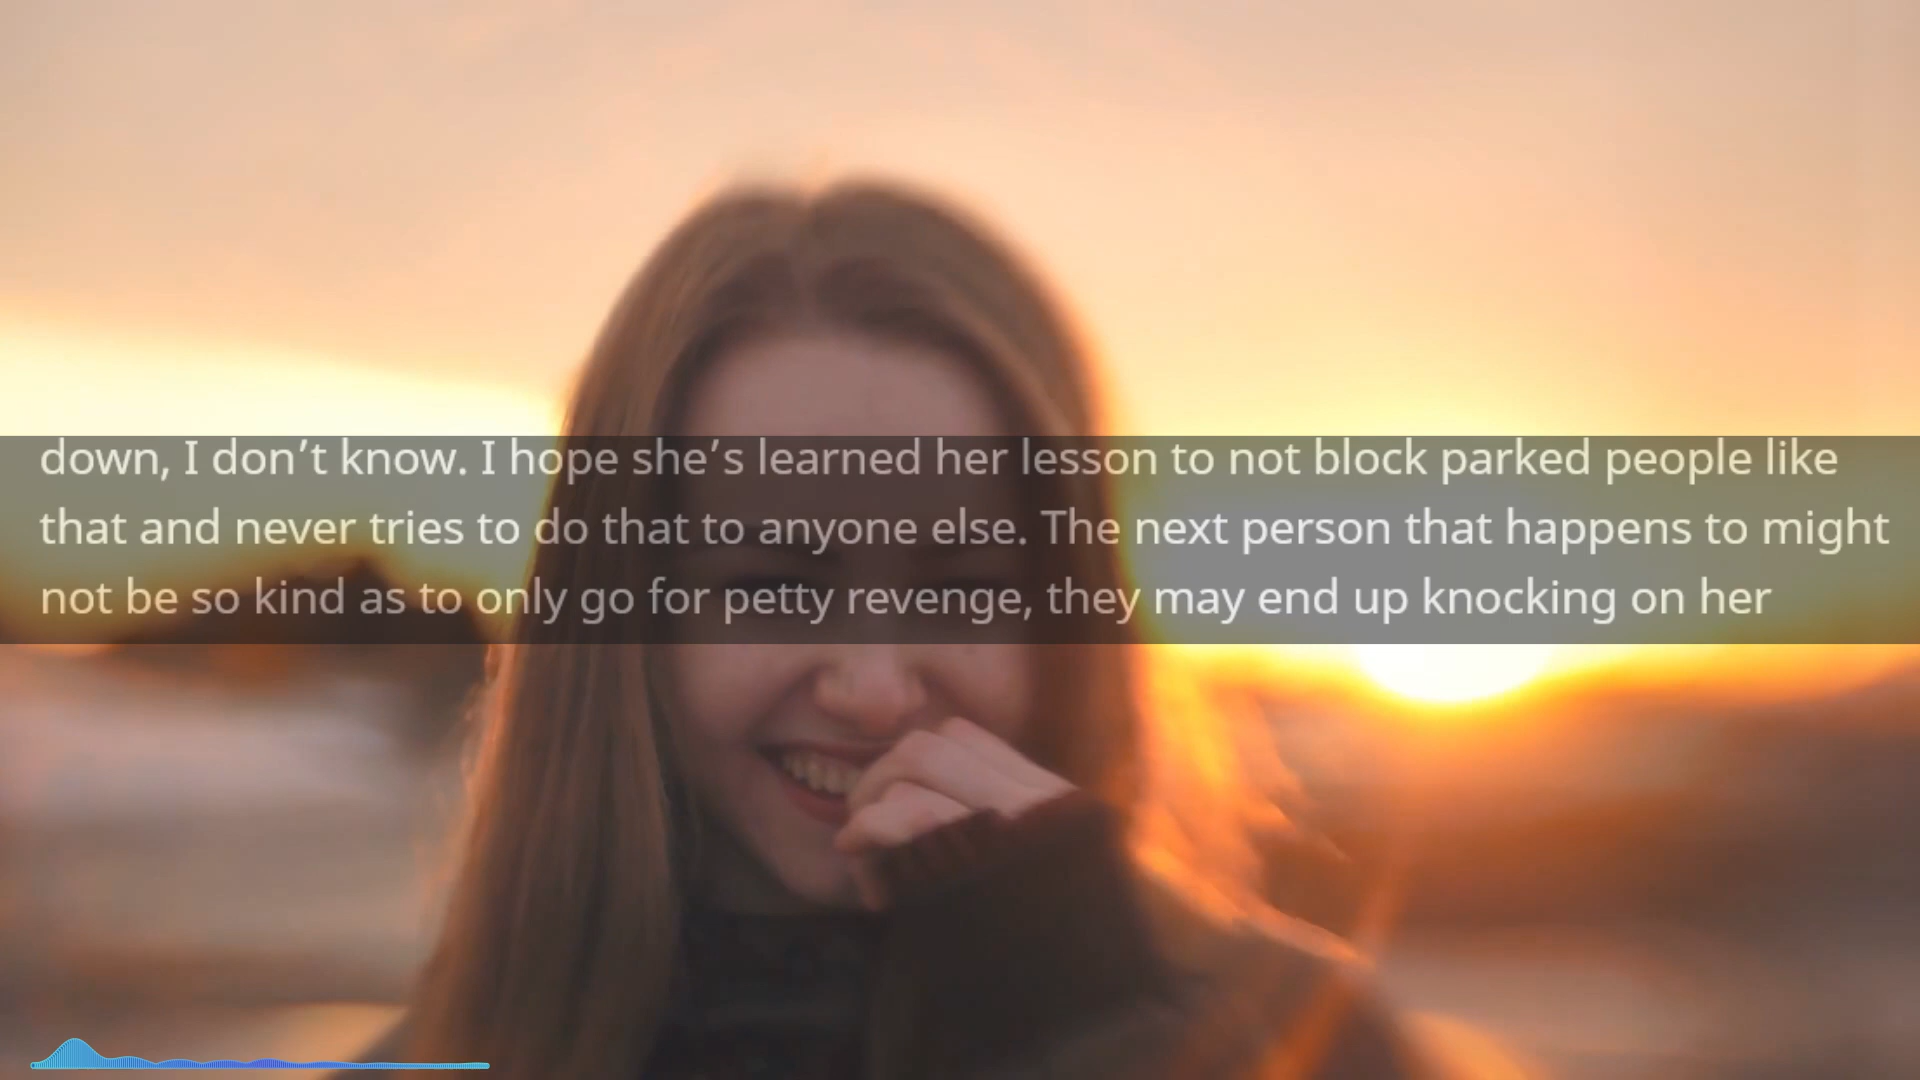 down, I don’t know. I hope she’s learned her lesson to not block parked people like
that and never tries to do that to anyone else. The next person that happens to might
not be so kind as to only go for petty revenge, they may end up knocking on her